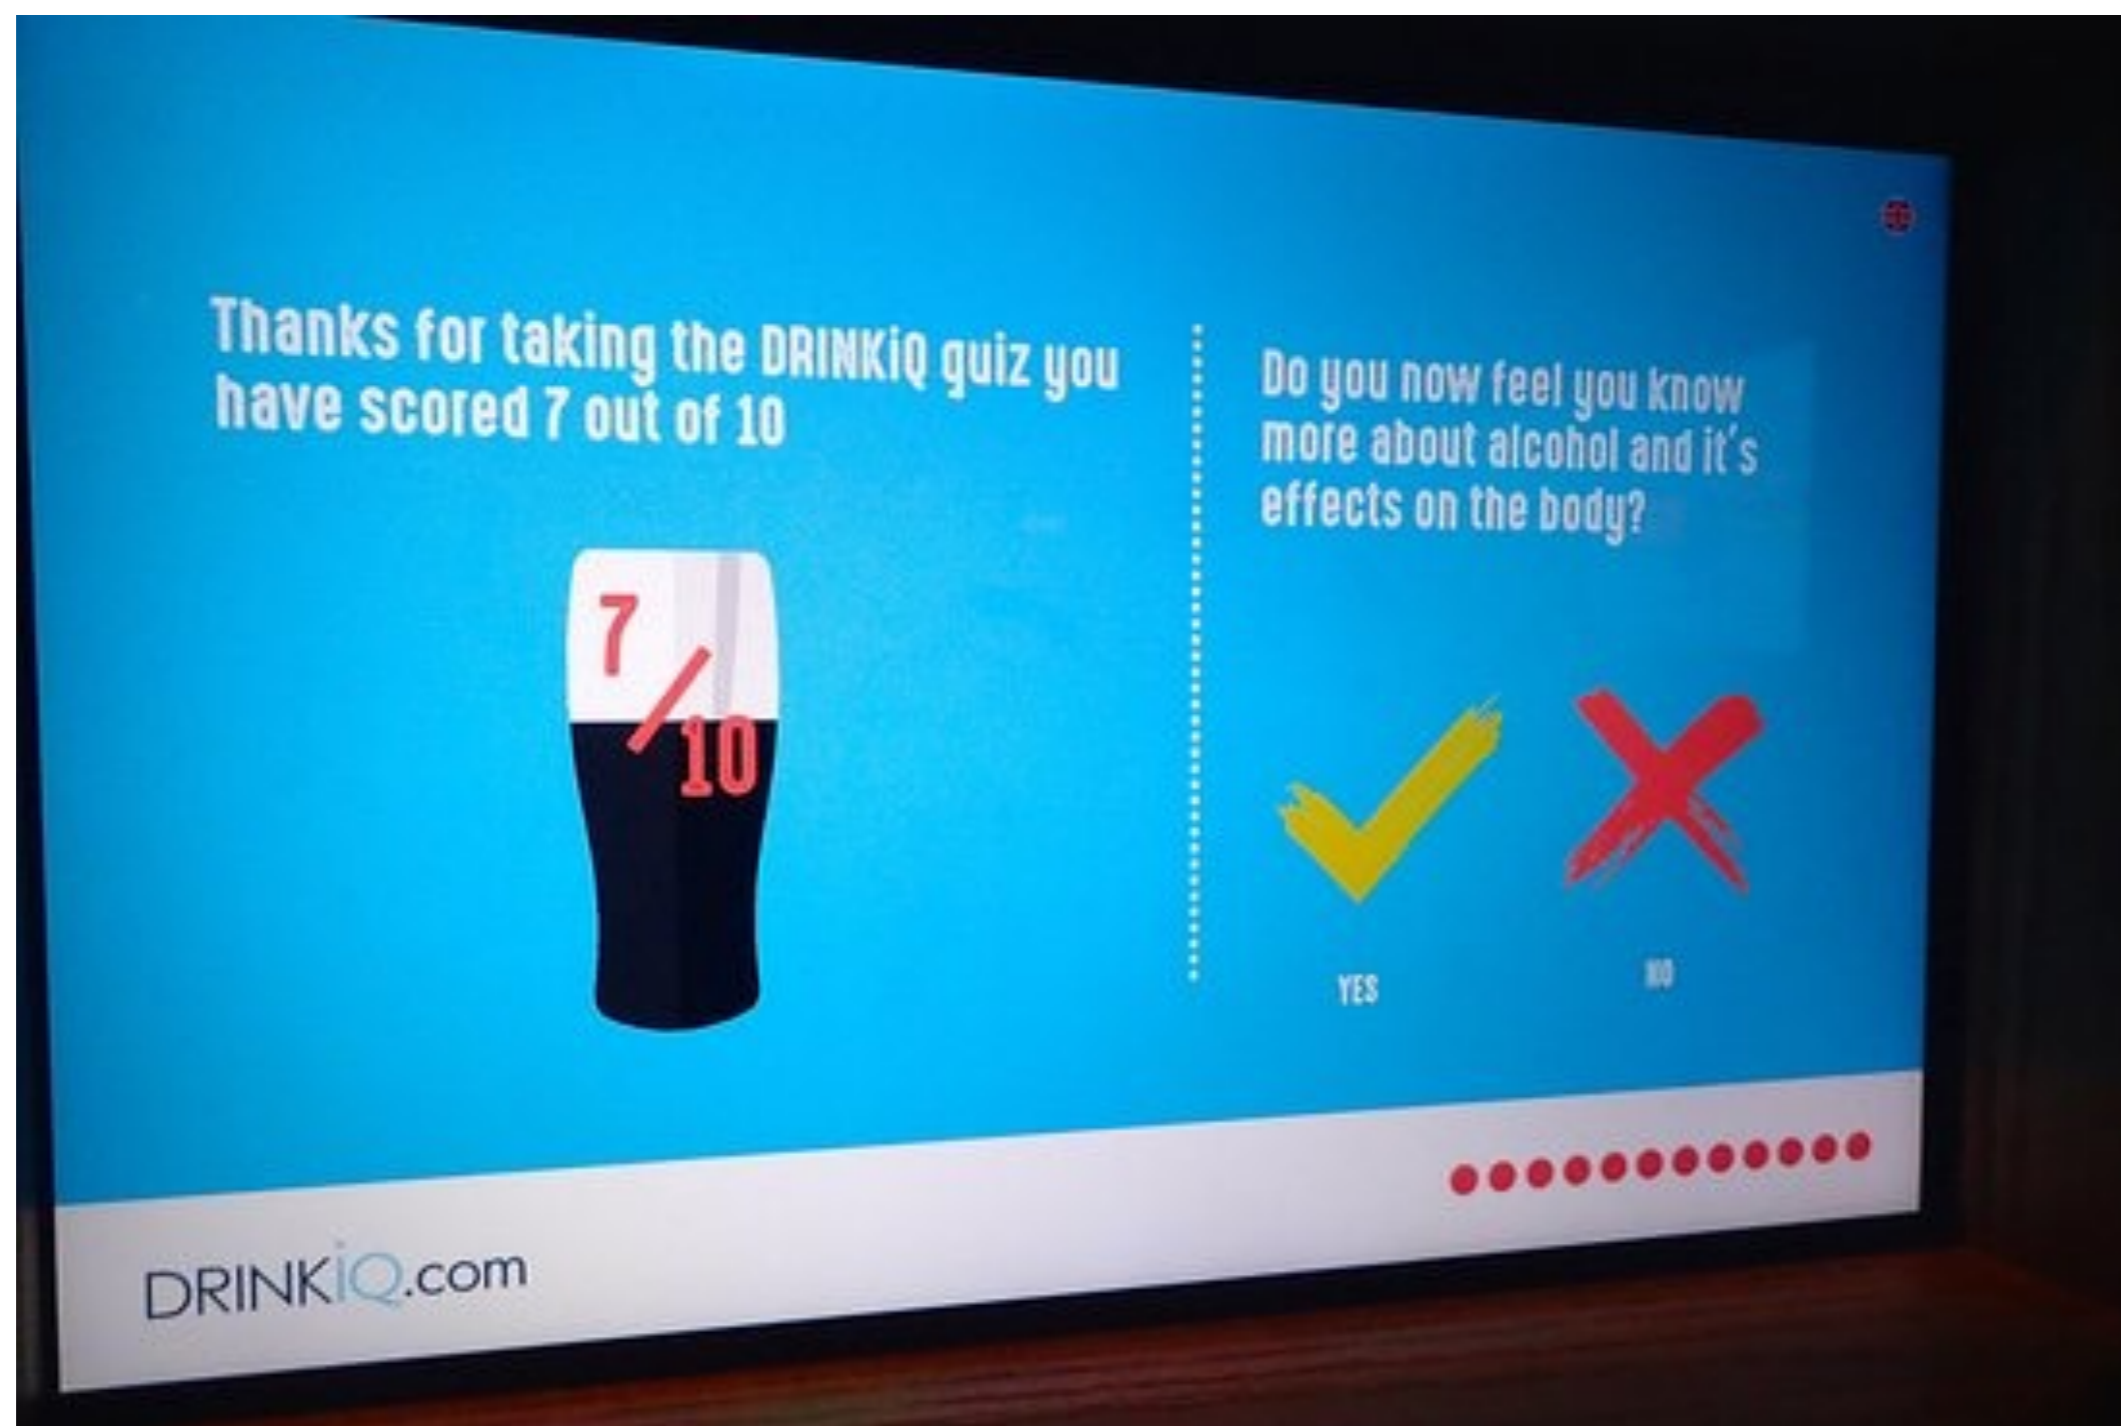 Thanks for taking the DRINKiQ quiz you
have scored 7 out of 10
7/10
Do you now feel you know
more about alcohol and it's
effects on the body?
YES
NO
DRINKiQ.com